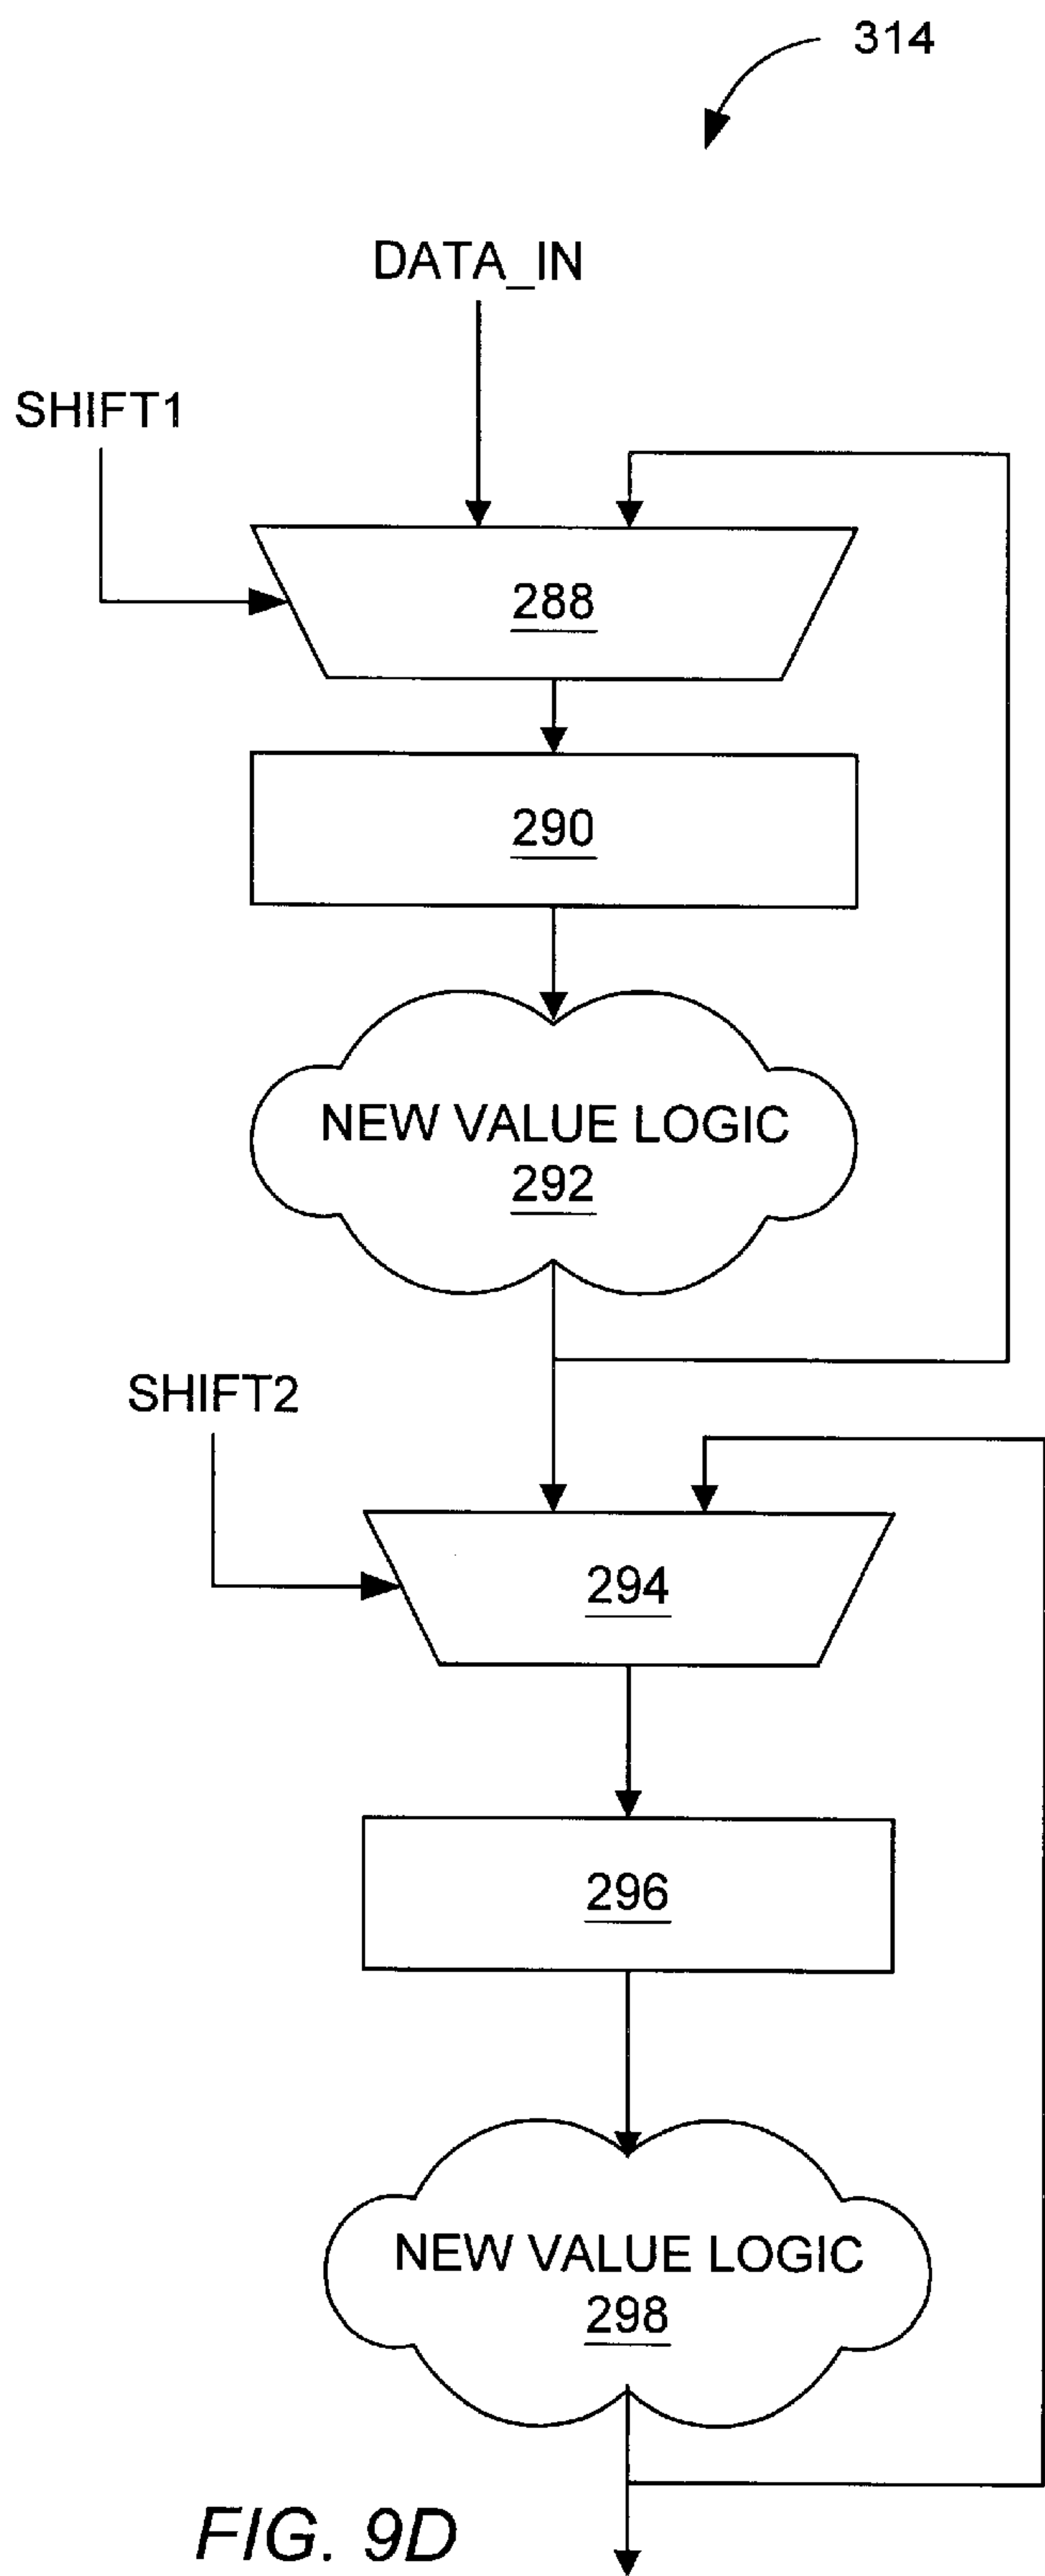 314
DATA_IN
SHIFT1
288
290
NEW VALUE LOGIC
292
SHIFT2
294
296
NEW VALUE LOGIC
298
FIG. 9D